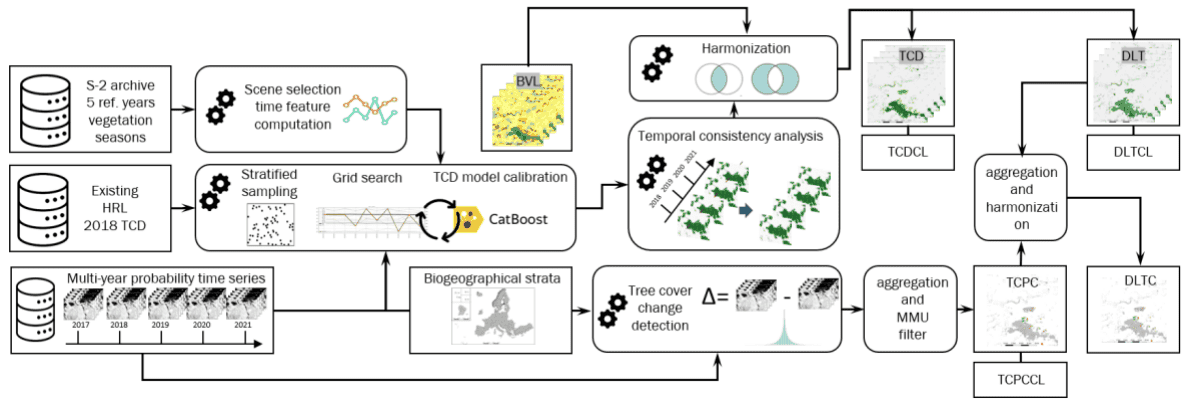 S-2 archive
5 ref. years
vegetation
seasons
Scene selection
time feature
computation
BVL
Harmonization
TCD
TCDCL
DLT
DLTCL
Existing
HRL
2018 TCD
Stratified
sampling
Grid search
TCD model calibration
CatBoost
Temporal consistency analysis
2018 2019 2020 2021
aggregation
and
harmonizati
on
Multi-year probability time series
2017 2018 2019 2020 2021
Biogeographical strata
Tree cover
change
detection
Δ= -
aggregation
and
MMU
filter
TCPC
TCPCCL
DLTC